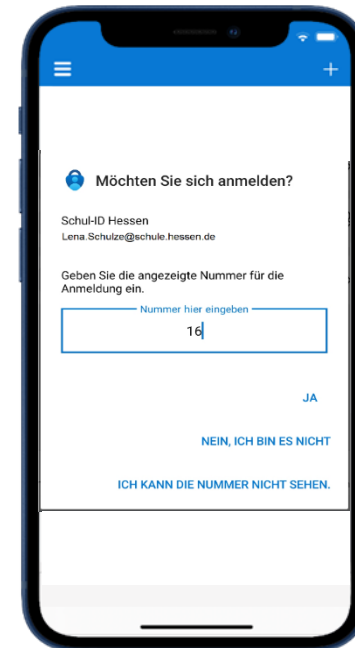 Möchten Sie sich anmelden?
Schul-ID Hessen
Lena.Schulze@schule.hessen.de
Geben Sie die angezeigte Nummer für die
Anmeldung ein.
Nummer hier eingeben
16
JA
NEIN, ICH BIN ES NICHT
ICH KANN DIE NUMMER NICHT SEHEN.